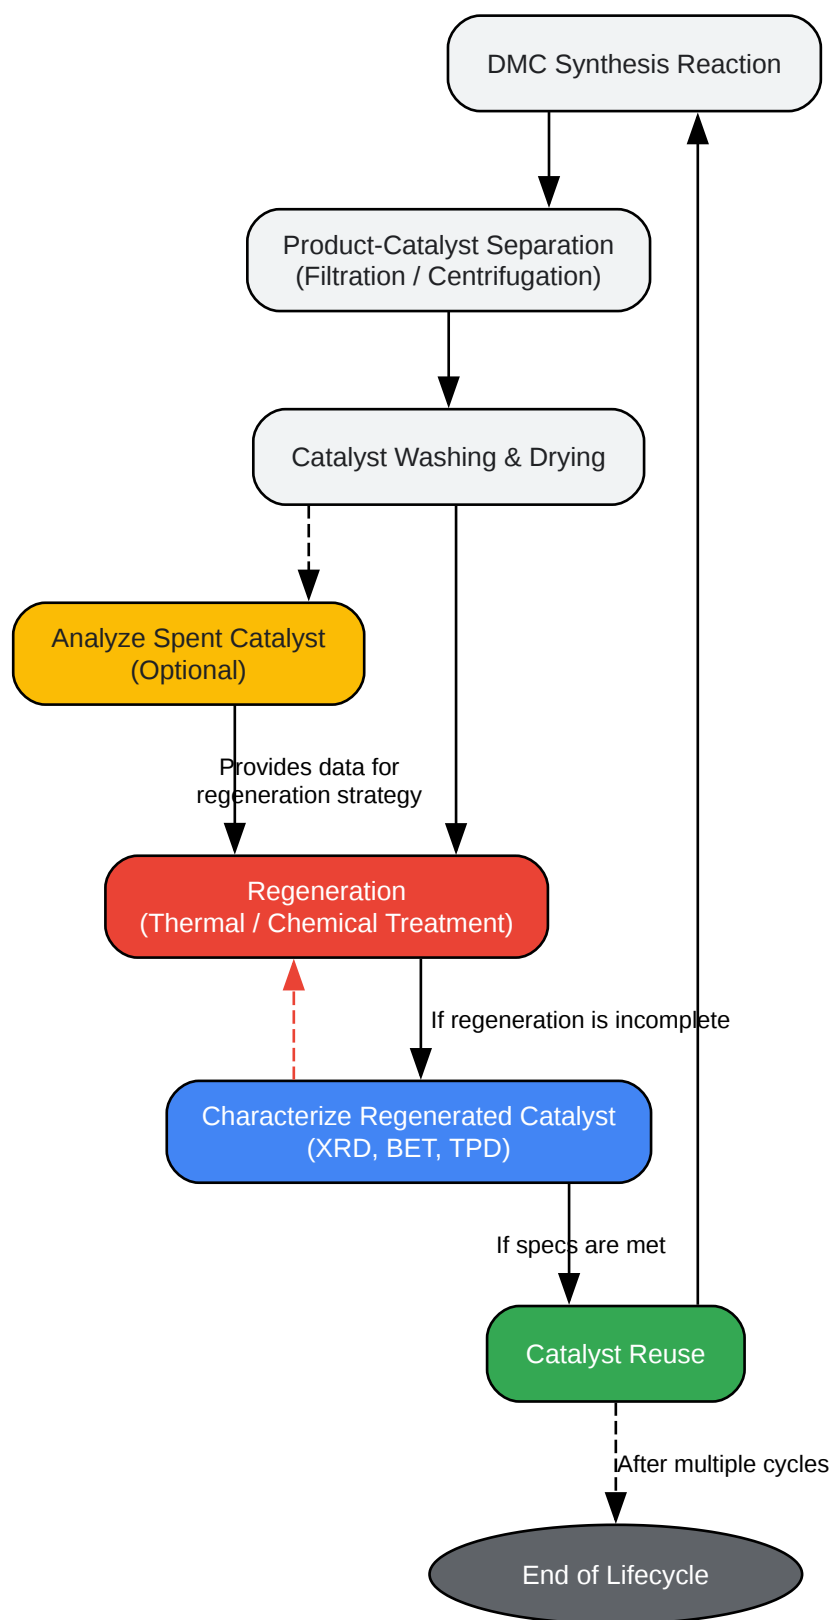 DMC Synthesis Reaction
Product-Catalyst Separation
(Filtration / Centrifugation)
Catalyst Washing & Drying
Analyze Spent Catalyst
(Optional)
Provides data for
regeneration strategy
Regeneration
(Thermal / Chemical Treatment)
If regeneration is incomplete
Characterize Regenerated Catalyst
(XRD, BET, TPD)
If specs are met
Catalyst Reuse
After multiple cycles
End of Lifecycle